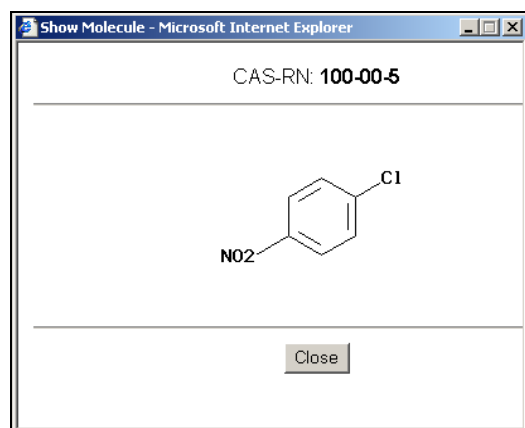 Show Molecule - Microsoft Internet Explorer
CAS-RN: 100-00-5
Cl
NO2
Close